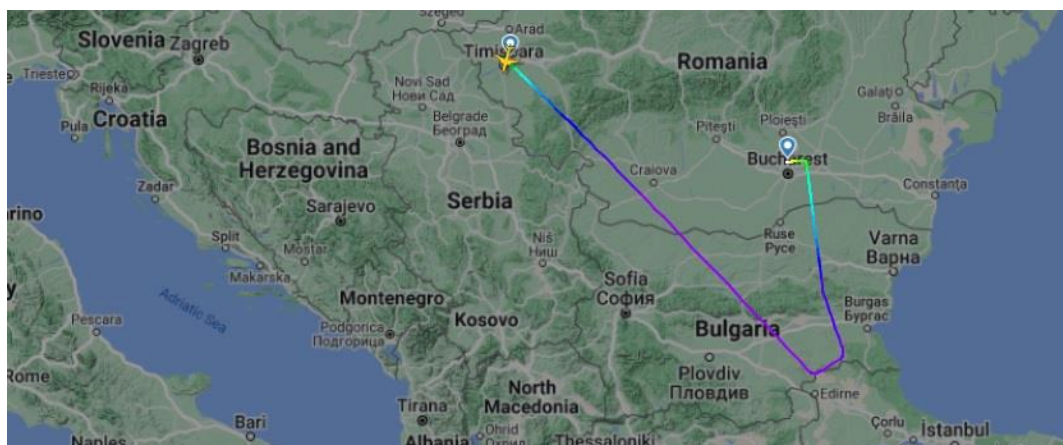 Szeged
Arad
Slovenia
Zagreb
Timișoara
Romania
Trieste
Rijeka
Novi Sad
Нови Сад
Galați
Brăila
Pula
Croatia
Belgrade
Београд
Pitești
Ploiești
Bosnia and
Herzegovina
Bucharest
Craiova
Constanța
Zadar
Serbia
Sarajevo
Ruse
Русе
Split
Mostar
Niš
Ниш
Varna
Варна
Makarska
Sofia
София
Adriatic Sea
Montenegro
Burgas
Бургас
Pescara
Podgorica
Подгорица
Kosovo
Bulgaria
Plovdiv
Пловдив
Rome
North
Macedonia
Edirne
Tirana
Bari
Çorlu
İstanbul
Naples
Albania
Ohrid
Охрид
Thessaloniki